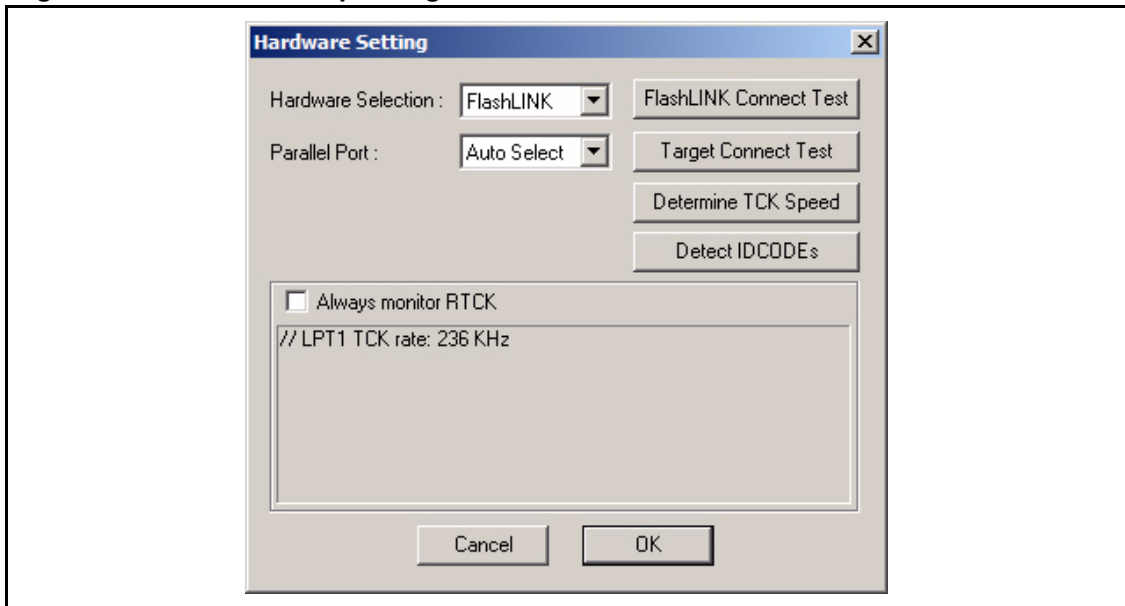 Hardware Setting
Hardware Selection : FlashLINK FlashLINK Connect Test
Parallel Port : Auto Select Target Connect Test
Determine TCK Speed
Detect IDCODEs
Always monitor RTCK
// LPT1 TCK rate: 236 KHz
Cancel OK